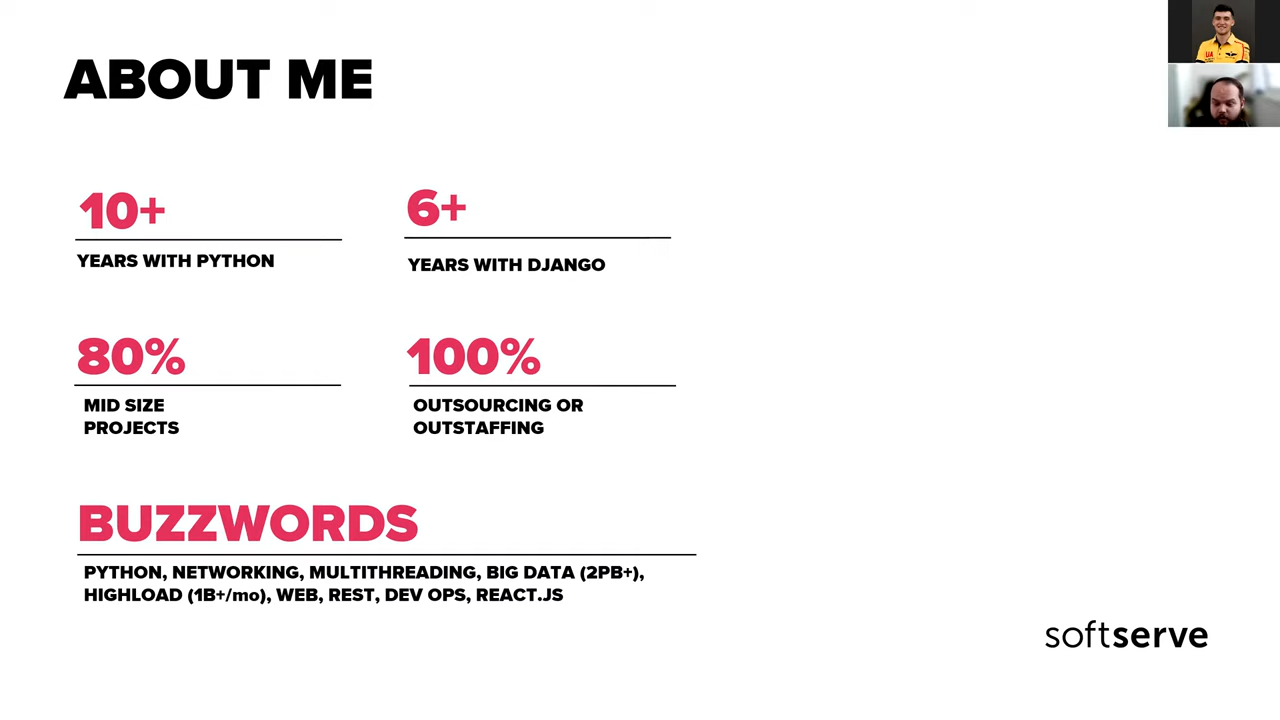 ABOUT ME
10+
YEARS WITH PYTHON
6+
YEARS WITH DJANGO
80%
MID SIZE
PROJECTS
100%
OUTSOURCING OR
OUTSTAFFING
BUZZWORDS
PYTHON, NETWORKING, MULTITHREADING, BIG DATA (2PB+),
HIGHLOAD (1B+/mo), WEB, REST, DEV OPS, REACT.JS
softserve
UA